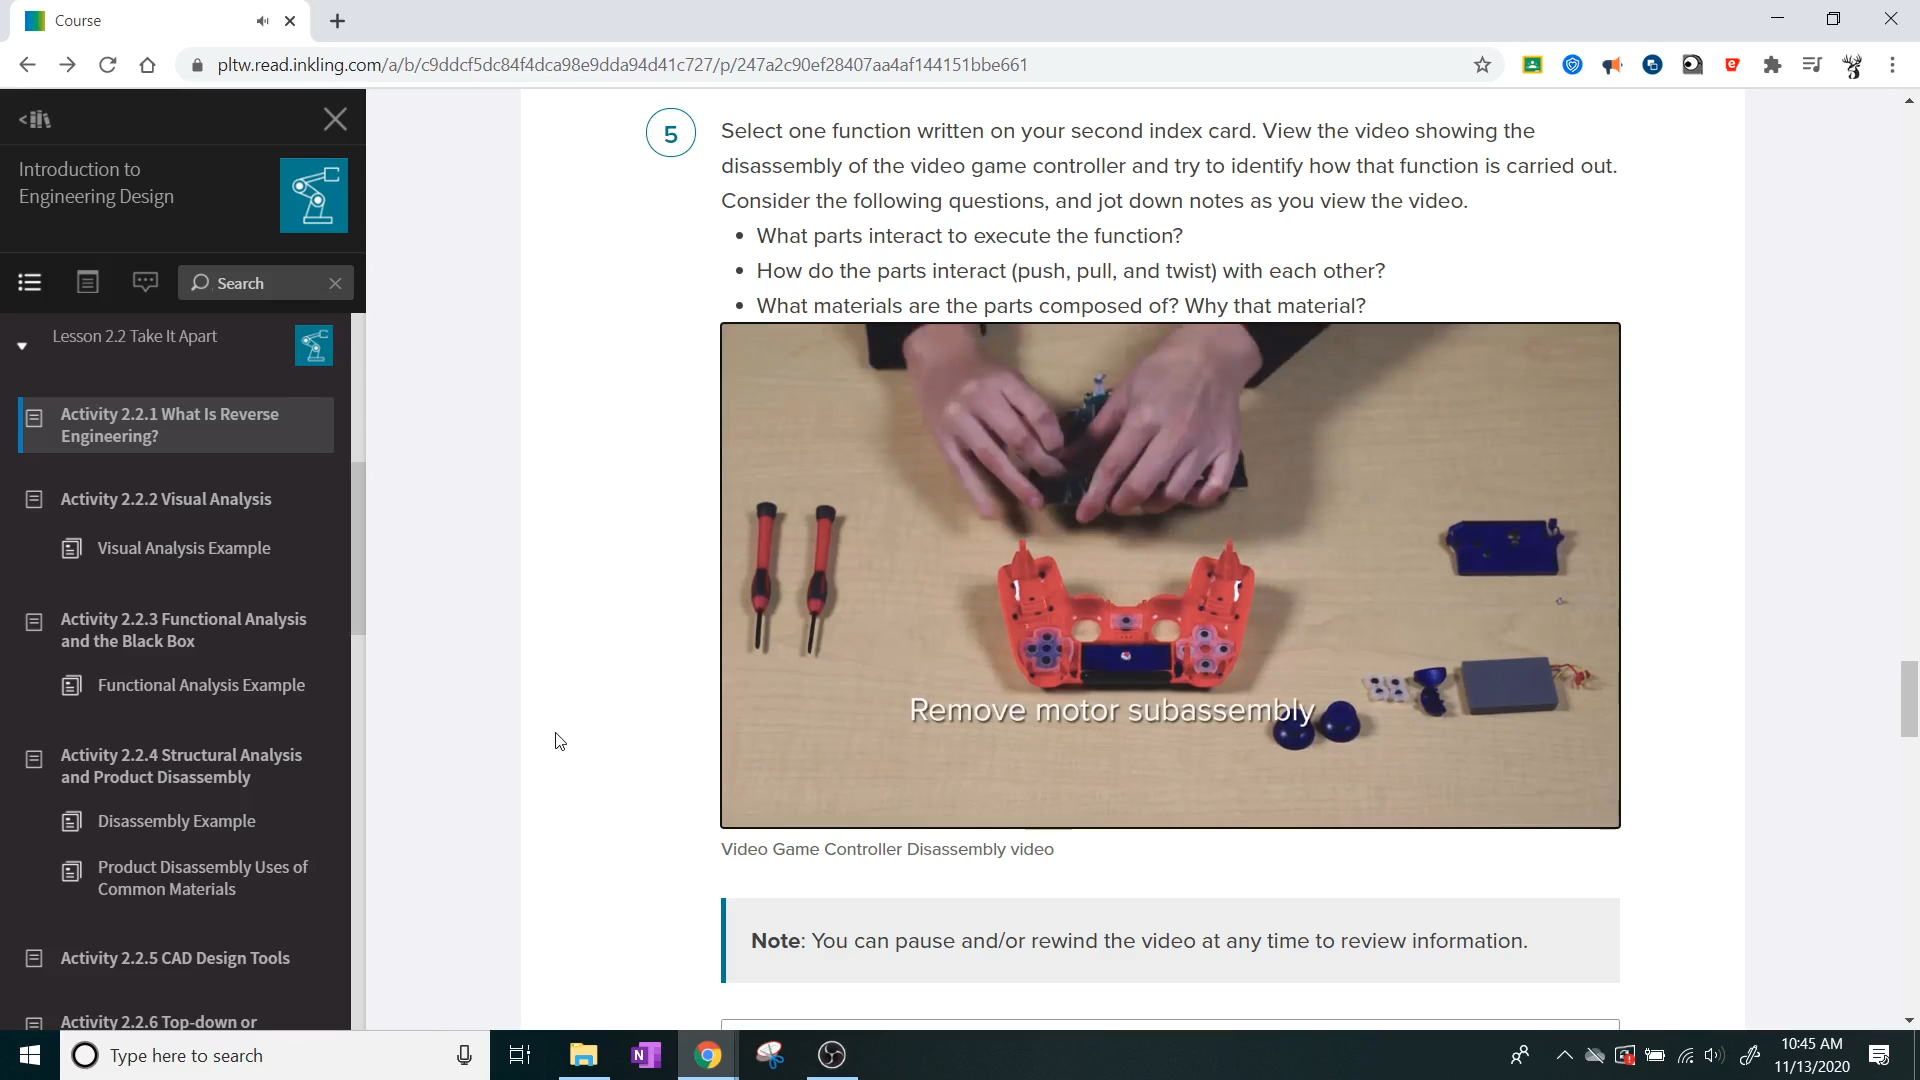 Course
pltw.read.inkling.com/a/b/c9ddcf5dc84f4dca98e9dda94d41c727/p/247a2c90ef28407aa4af144151bbe661
Introduction to
Engineering Design
Search
Lesson 2.2 Take It Apart
Activity 2.2.1 What Is Reverse
Engineering?
Activity 2.2.2 Visual Analysis
Visual Analysis Example
Activity 2.2.3 Functional Analysis
and the Black Box
Functional Analysis Example
Activity 2.2.4 Structural Analysis
and Product Disassembly
Disassembly Example
Product Disassembly Uses of
Common Materials
Activity 2.2.5 CAD Design Tools
Activity 2.2.6 Top-down or
5
Select one function written on your second index card. View the video showing the
disassembly of the video game controller and try to identify how that function is carried out.
Consider the following questions, and jot down notes as you view the video.
• What parts interact to execute the function?
• How do the parts interact (push, pull, and twist) with each other?
• What materials are the parts composed of? Why that material?
Remove motor subassembly
Video Game Controller Disassembly video
Note: You can pause and/or rewind the video at any time to review information.
Type here to search
10:45 AM
11/13/2020